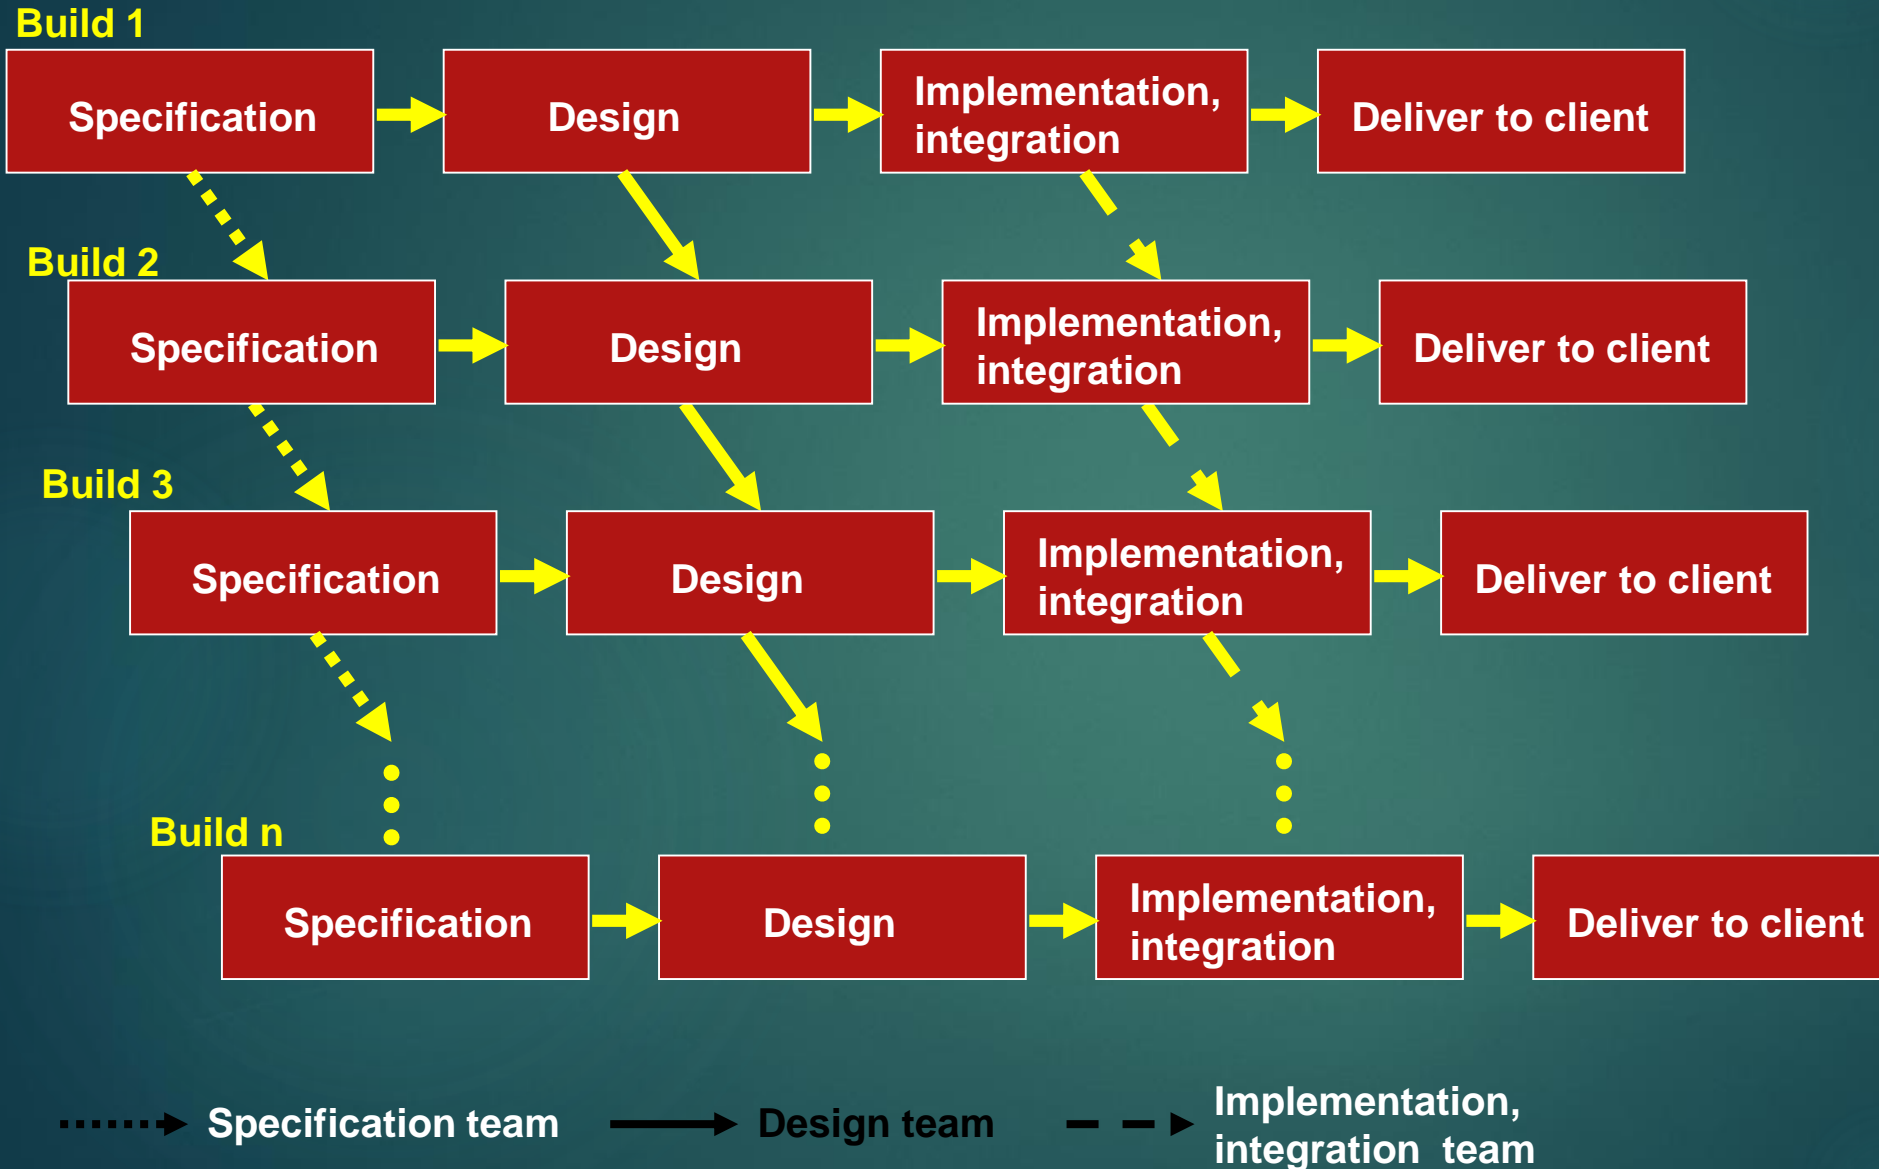 Build 1
Specification
Design
Implementation,
integration
Deliver to client
Build 2
Specification
Design
Implementation,
integration
Deliver to client
Build 3
Specification
Design
Implementation,
integration
Deliver to client
Build n
Specification
Design
Implementation,
integration
Deliver to client
Specification team
Design team
Implementation,
integration team